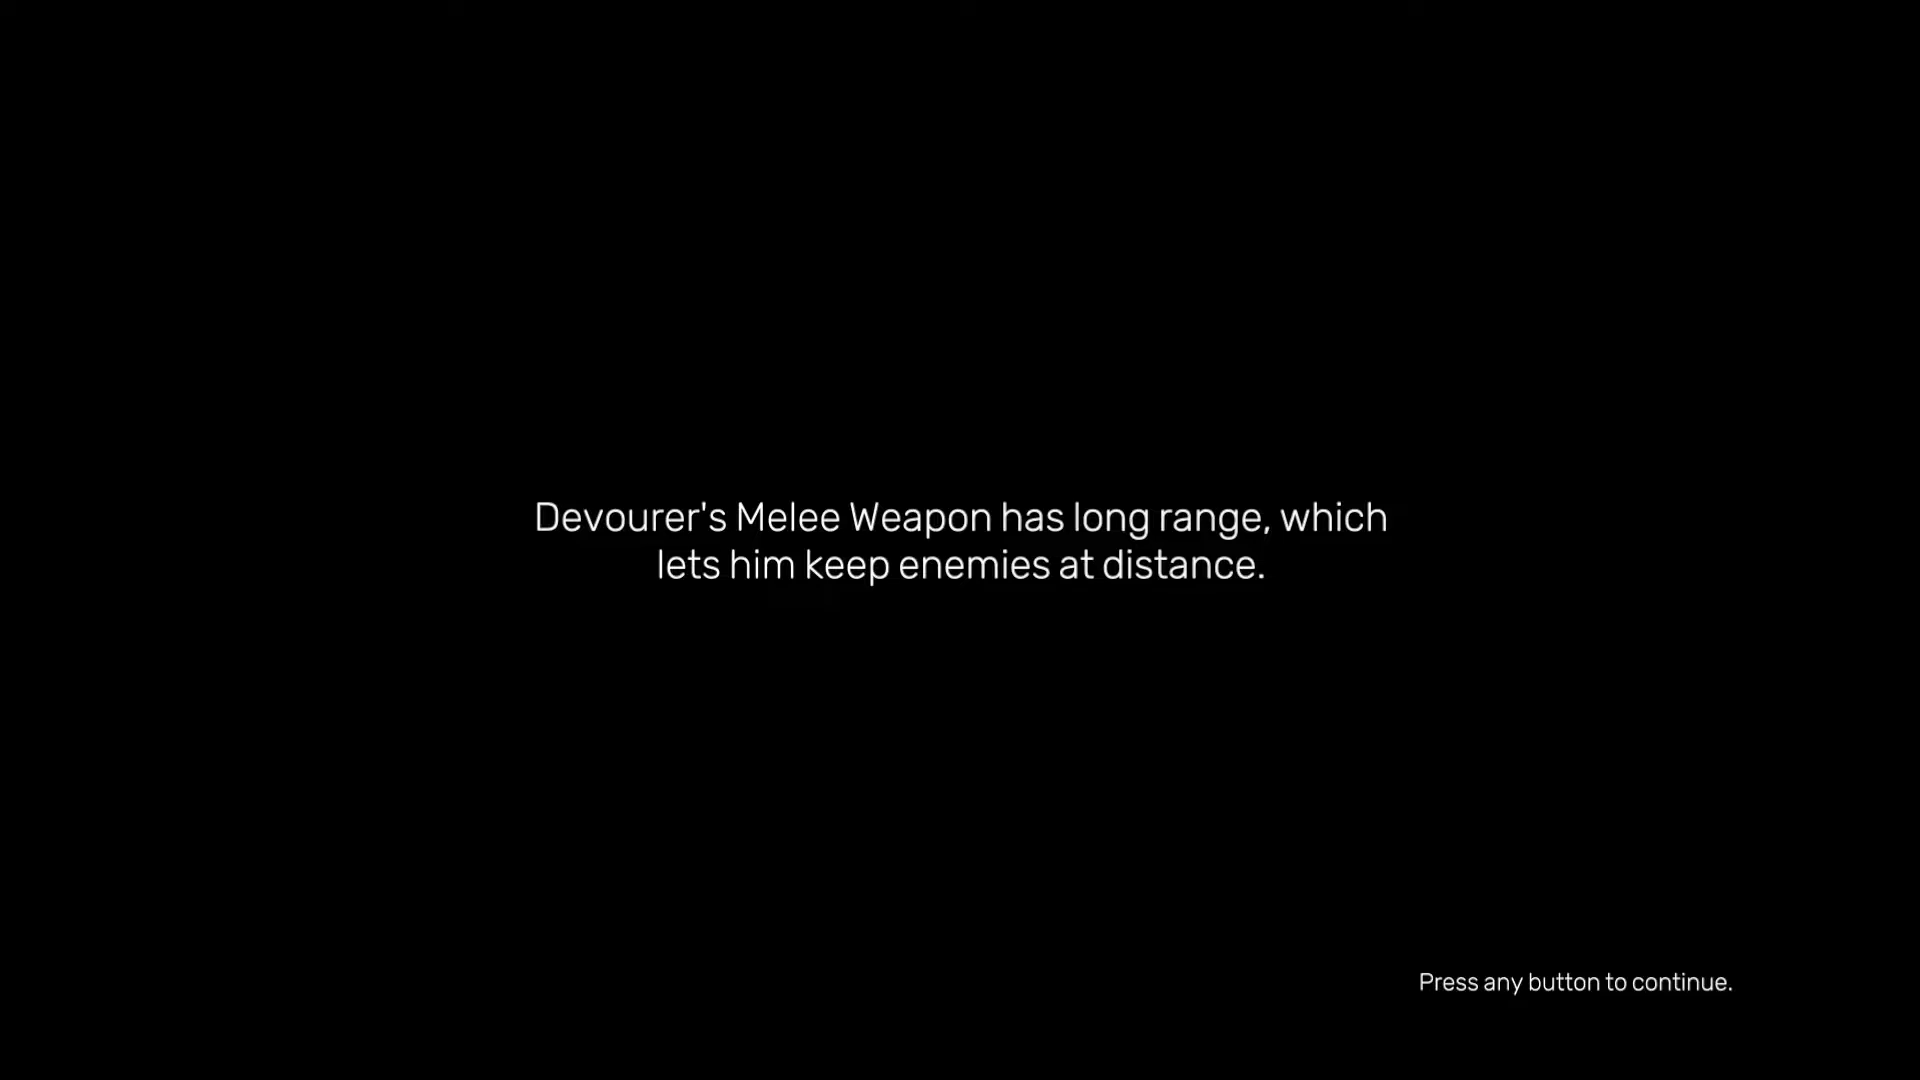 Devourer's Melee Weapon has long range, which
lets him keep enemies at distance.
Press any button to continue.